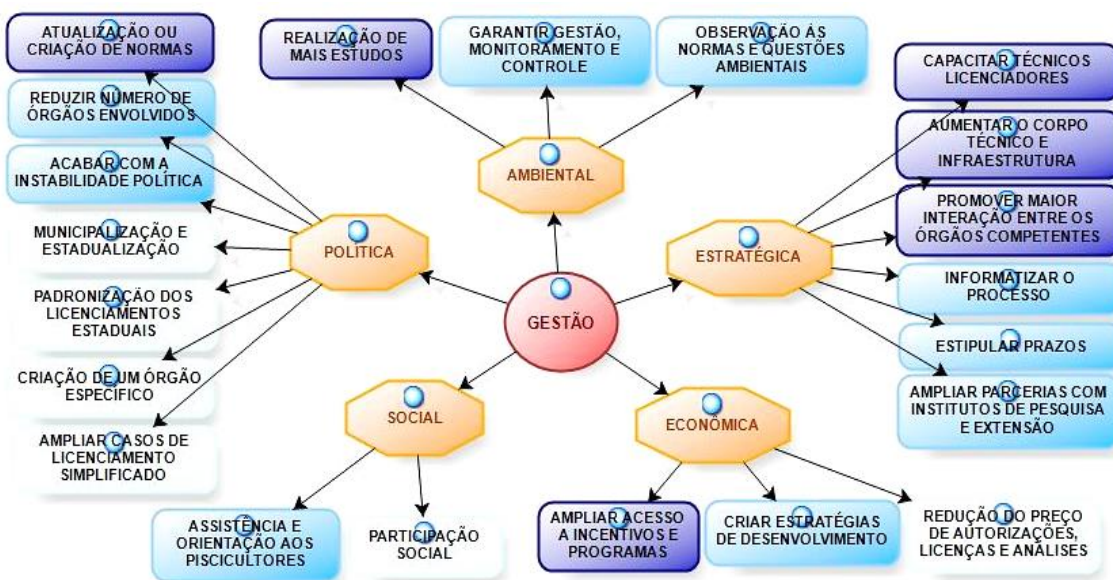 ATUALIZAÇÃO OU
CRIAÇÃO DE NORMAS
REDUZIR NÚMERO DE
ÓRGÃOS ENVOLVIDOS
ACABAR COM A
INSTABILIDADE POLÍTICA
MUNICIPALIZAÇÃO E
ESTADUALIZAÇÃO
PADRONIZAÇÃO DOS
LICENCIAMENTOS
ESTADUAIS
CRIAÇÃO DE UM ÓRGÃO
ESPECÍFICO
AMPLIAR CASOS DE
LICENCIAMENTO
SIMPLIFICADO
POLÍTICA
REALIZAÇÃO DE
MAIS ESTUDOS
GARANTIR GESTÃO,
MONITORAMENTO E
CONTROLE
OBSERVAÇÃO ÀS
NORMAS E QUESTÕES
AMBIENTAIS
AMBIENTAL
GESTÃO
CAPACITAR TÉCNICOS
LICENCIADORES
AUMENTAR O CORPO
TÉCNICO E
INFRAESTRUTURA
PROMOVER MAIOR
INTERAÇÃO ENTRE OS
ÓRGÃOS COMPETENTES
INFORMATIZAR O
PROCESSO
ESTIPULAR PRAZOS
AMPLIAR PARCERIAS COM
INSTITUTOS DE PESQUISA
E EXTENSÃO
ESTRATÉGICA
SOCIAL
ASSISTÊNCIA E
ORIENTAÇÃO AOS
PISCICULTORES
PARTICIPAÇÃO
SOCIAL
ECONÔMICA
AMPLIAR ACESSO
A INCENTIVOS E
PROGRAMAS
CRIAR ESTRATÉGIAS
DE DESENVOLVIMENTO
REDUÇÃO DO PREÇO
DE AUTORIZAÇÕES,
LICENÇAS E ANÁLISES